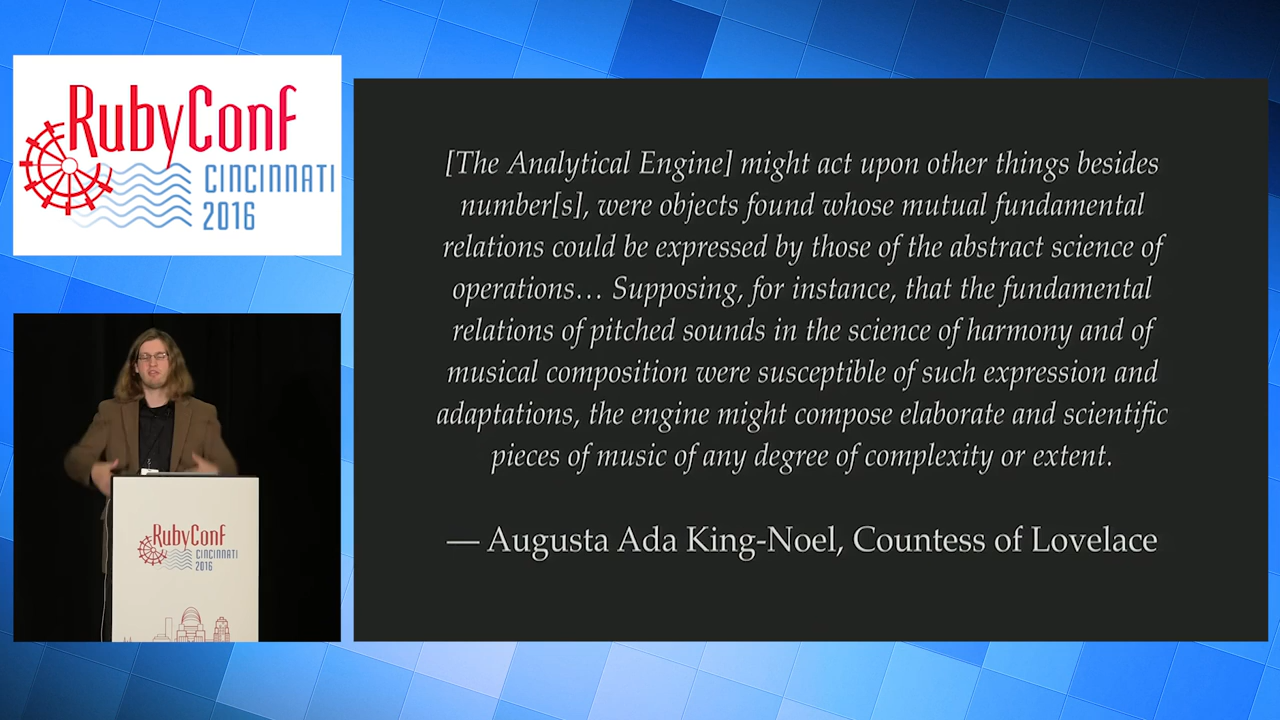 RubyConf
CINCINNATI
2016
[The Analytical Engine] might act upon other things besides
number[s], were objects found whose mutual fundamental
relations could be expressed by those of the abstract science of
operations… Supposing, for instance, that the fundamental
relations of pitched sounds in the science of harmony and of
musical composition were susceptible of such expression and
adaptations, the engine might compose elaborate and scientific
pieces of music of any degree of complexity or extent.
— Augusta Ada King-Noel, Countess of Lovelace
RubyConf
CINCINNATI
2016